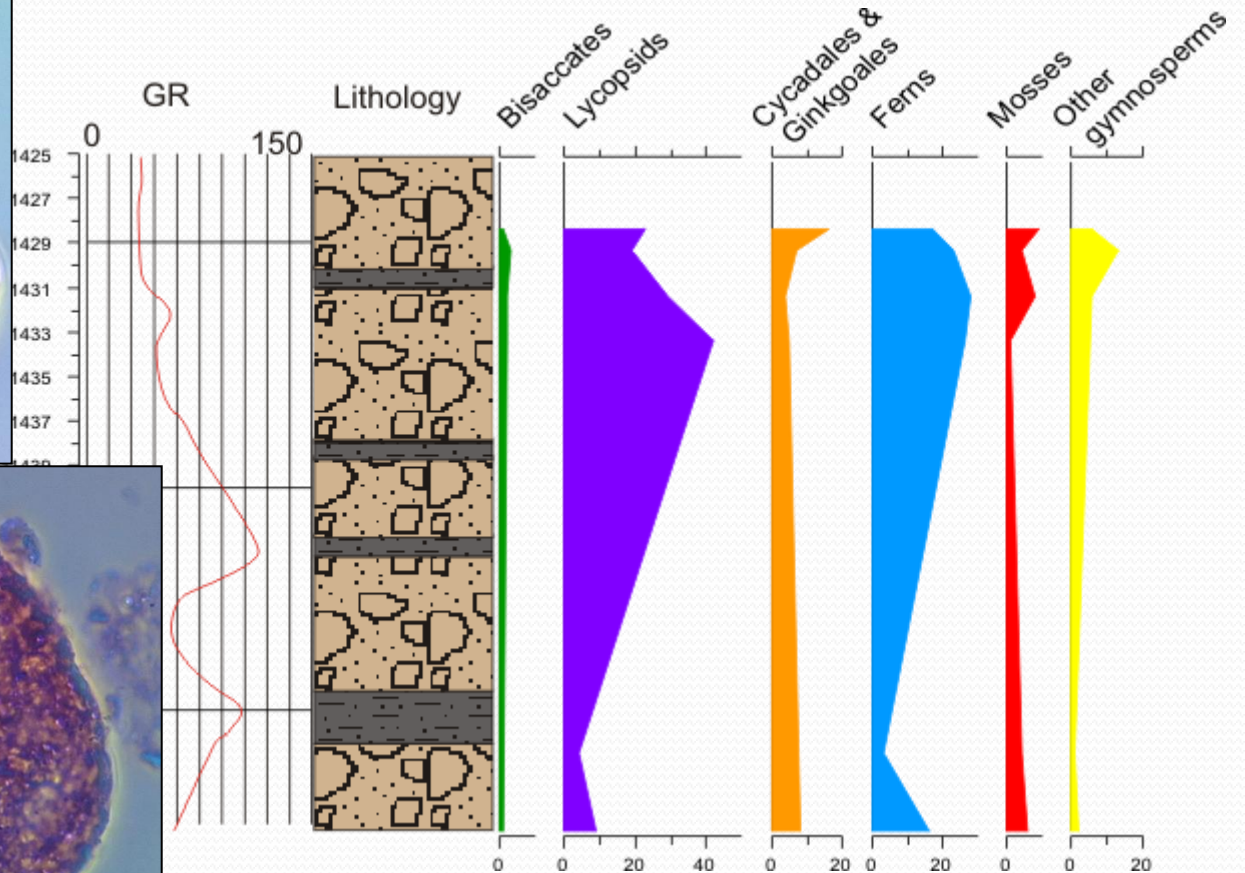 GR
Lithology
Bisaccates
Lycopsids
Cycadales &
Ginkgoales
Ferns
Mosses
Other
gymnosperms
0 150
1425
1427
1429
1431
1433
1435
1437
0 0 20 40 0 20 0 20 0 0 20